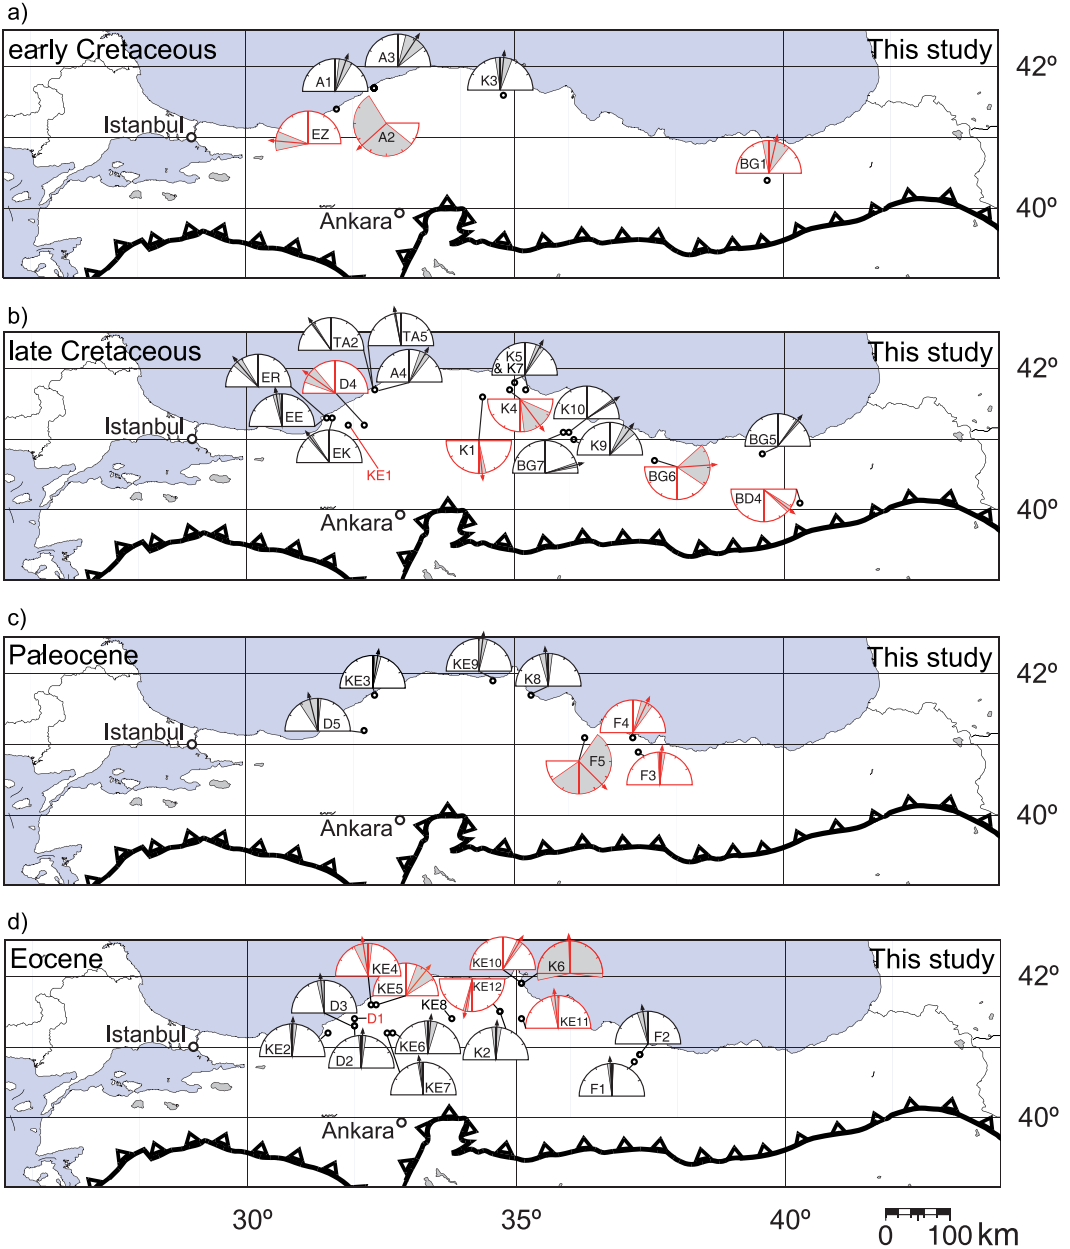 a)
early Cretaceous
This study
A3
A1
K3
42º
Istanbul
EZ
A2
BG1
Ankara
40º
b)
late Cretaceous
This study
TA2
TA5
ER
D4
A4
K5
& K7
42º
EE
K4
K10
Istanbul
EK
K1
K9
BG5
KE1
BG7
BG6
BD4
Ankara
40º
c)
Paleocene
This study
KE3
KE9
K8
42º
D5
F4
Istanbul
F5
F3
Ankara
40º
d)
Eocene
This study
KE4
KE10
K6
42º
KE5
KE12
D3
KE8
D1
KE11
Istanbul
KE2
D2
KE6
K2
F2
KE7
F1
Ankara
40º
30º
35º
40º
0
100 km